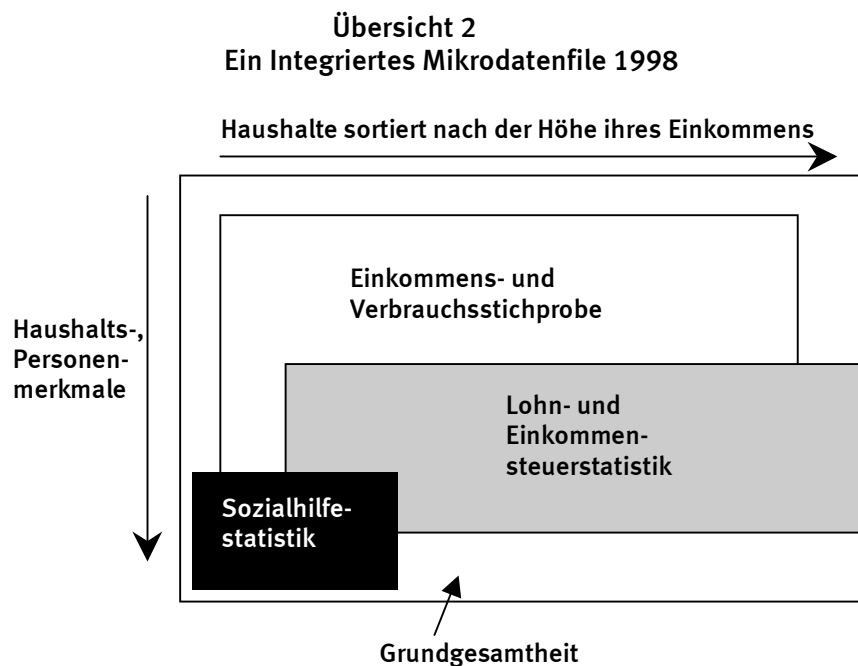 Übersicht 2
Ein Integriertes Mikrodatenfile 1998
Haushalte sortiert nach der Höhe ihres Einkommens
Haushalts-,
Personen-
merkmale
Einkommens- und
Verbrauchsstichprobe
Lohn- und
Einkommen-
steuerstatistik
Sozialhilfe-
statistik
Grundgesamtheit